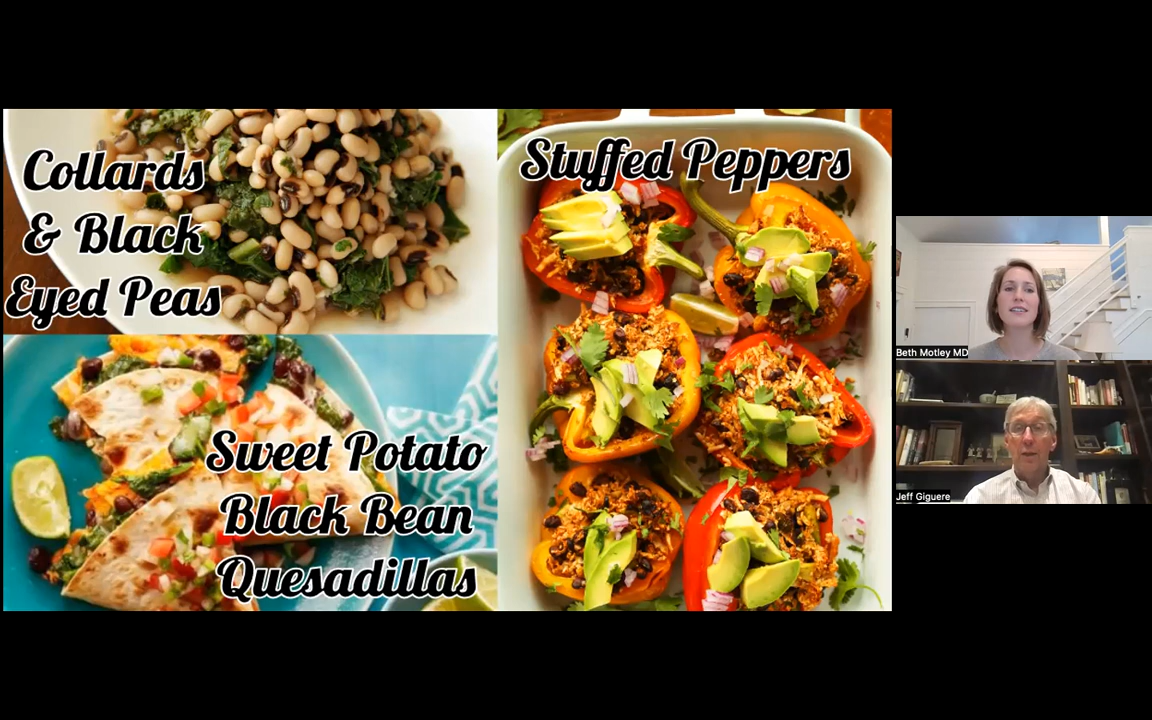 Collards
& Black
Eyed Peas
Stuffed Peppers
Sweet Potato
Black Bean
Quesadillas
Beth Motley MD
Jeff Giguere